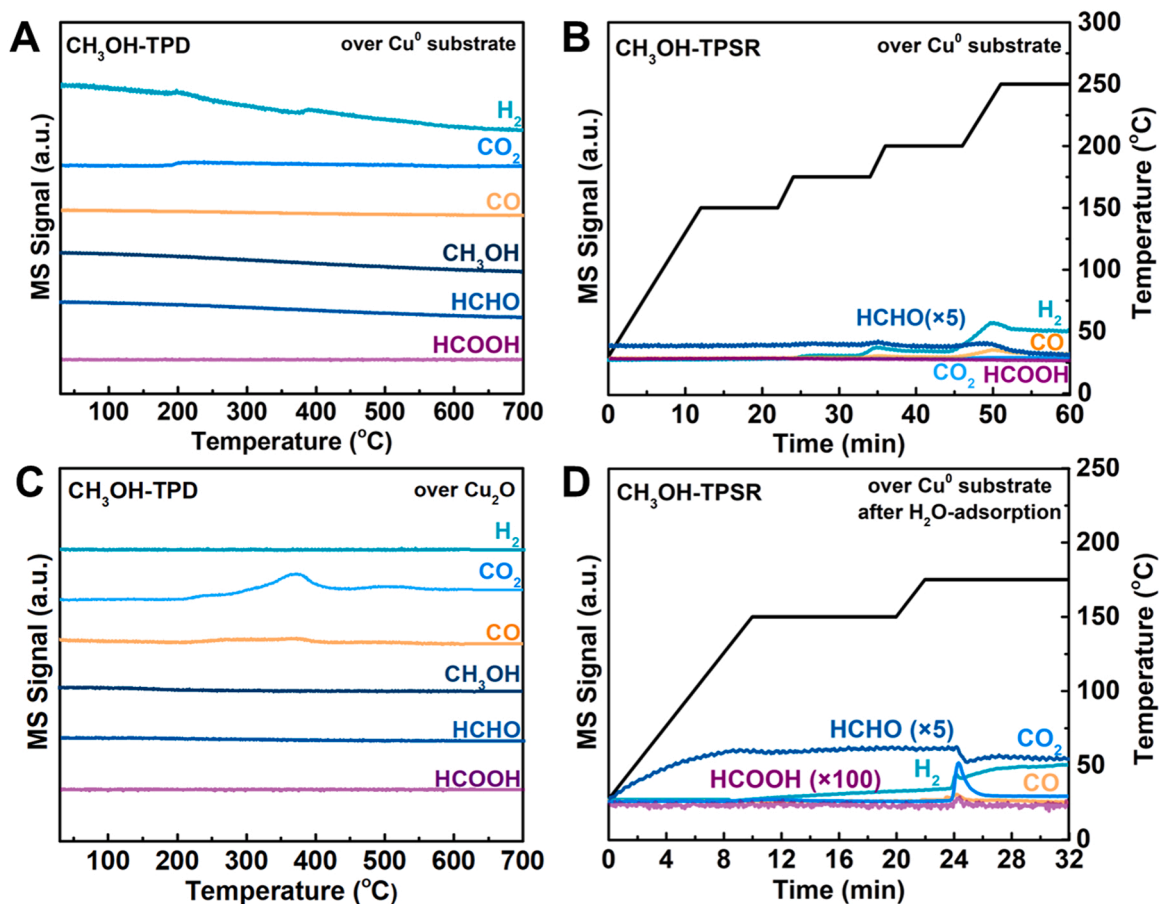 A
CH₃OH-TPD
over Cu⁰ substrate
H₂
CO₂
CO
CH₃OH
HCHO
HCOOH
MS Signal (a.u.)
100 200 300 400 500 600 700
Temperature (°C)
B
CH₃OH-TPSR
over Cu⁰ substrate
HCHO(×5)
H₂
CO
CO₂
HCOOH
MS Signal (a.u.)
0 10 20 30 40 50 60
Time (min)
300
250
200
150
100
50
0
Temperature (°C)
C
CH₃OH-TPD
over Cu₂O
H₂
CO₂
CO
CH₃OH
HCHO
HCOOH
MS Signal (a.u.)
100 200 300 400 500 600 700
Temperature (°C)
D
CH₃OH-TPSR
over Cu⁰ substrate
after H₂O-adsorption
HCHO (×5)
CO₂
HCOOH (×100)
H₂
CO
MS Signal (a.u.)
0 4 8 12 16 20 24 28 32
Time (min)
250
200
150
100
50
0
Temperature (°C)